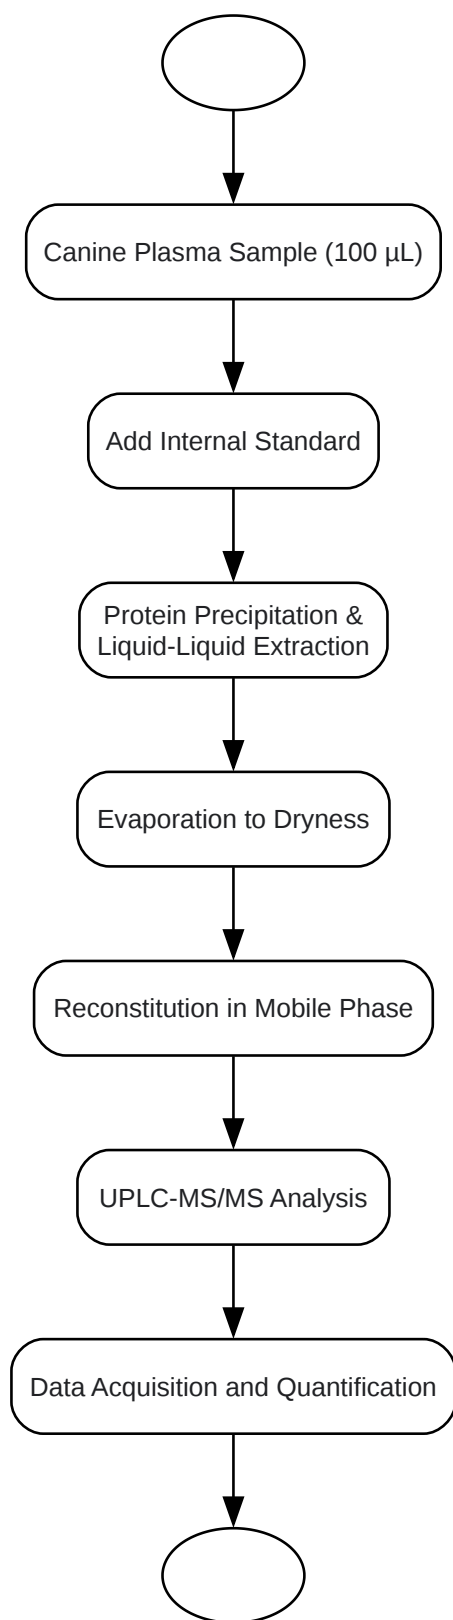 Canine Plasma Sample (100 µL)
Add Internal Standard
Protein Precipitation &
Liquid-Liquid Extraction
Evaporation to Dryness
Reconstitution in Mobile Phase
UPLC-MS/MS Analysis
Data Acquisition and Quantification